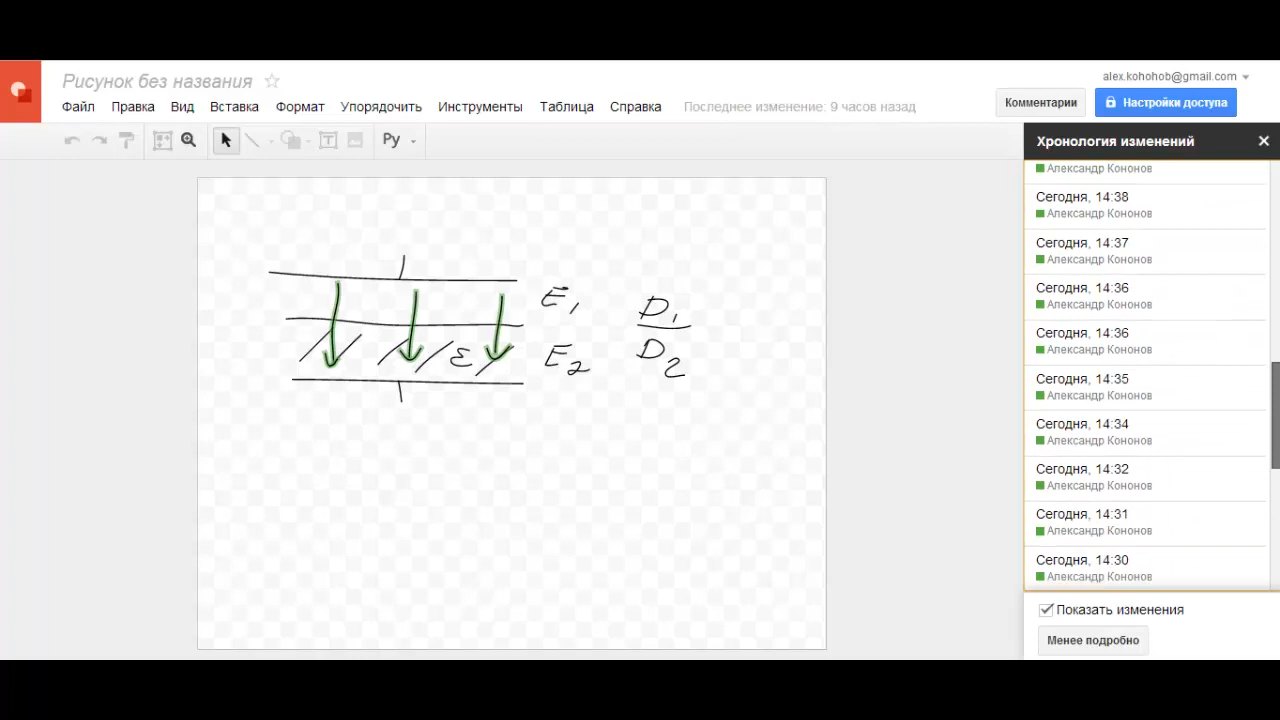 Рисунок без названия
alex.kohohob@gmail.com
Файл Правка Вид Вставка Формат Упорядочить Инструменты Таблица Справка Последнее изменение: 9 часов назад
Комментарии Настройки доступа
Ру
Хронология изменений
Александр Кононов
Сегодня, 14:38
Александр Кононов
Сегодня, 14:37
Александр Кононов
Сегодня, 14:36
Александр Кононов
Сегодня, 14:36
Александр Кононов
Сегодня, 14:35
Александр Кононов
Сегодня, 14:34
Александр Кононов
Сегодня, 14:32
Александр Кононов
Сегодня, 14:31
Александр Кононов
Сегодня, 14:30
Александр Кононов
Показать изменения
Менее подробно
E1 D1
ε E2 D2